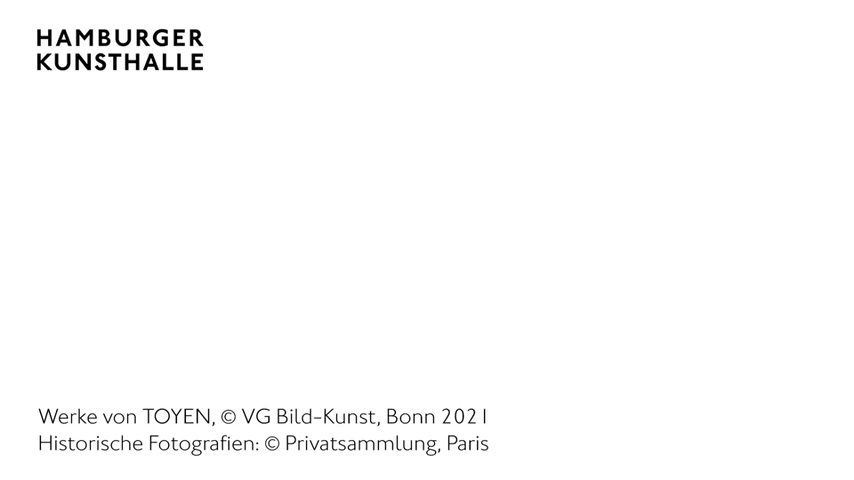 HAMBURGER
KUNSTHALLE
Werke von TOYEN, © VG Bild-Kunst, Bonn 2021
Historische Fotografien: © Privatsammlung, Paris